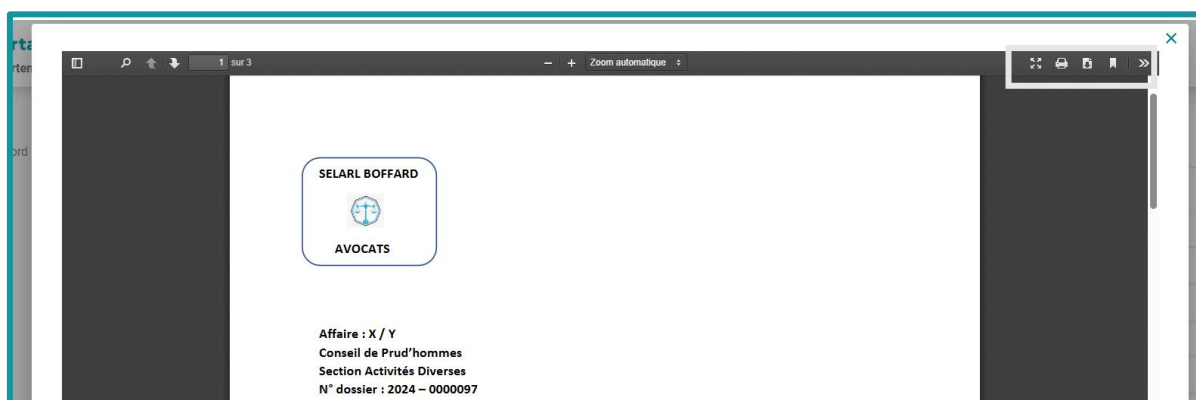 1 sur 3
Zoom automatique
SELARL BOFFARD
AVOCATS
Affaire : X / Y
Conseil de Prud'hommes
Section Activités Diverses
N° dossier : 2024 – 0000097